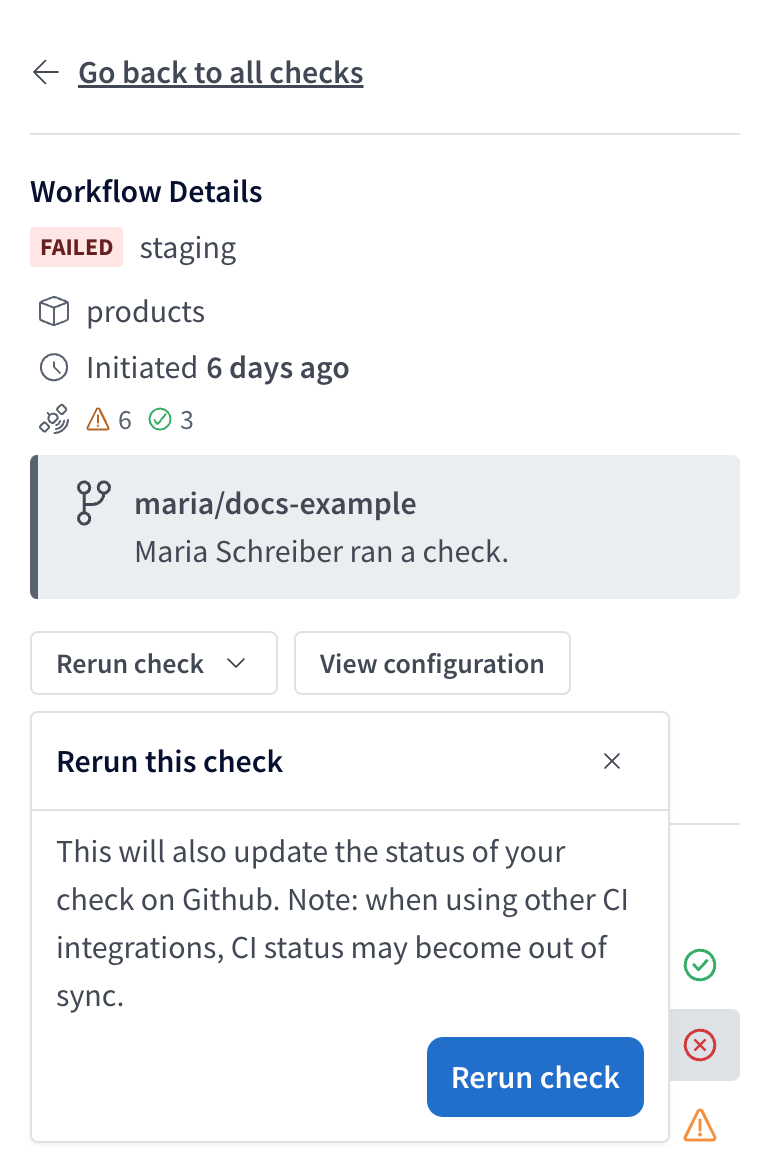 Go back to all checks
Workflow Details
FAILED staging
products
Initiated 6 days ago
6 3
maria/docs-example
Maria Schreiber ran a check.
Rerun check View configuration
Rerun this check
This will also update the status of your
check on Github. Note: when using other CI
integrations, CI status may become out of
sync.
Rerun check